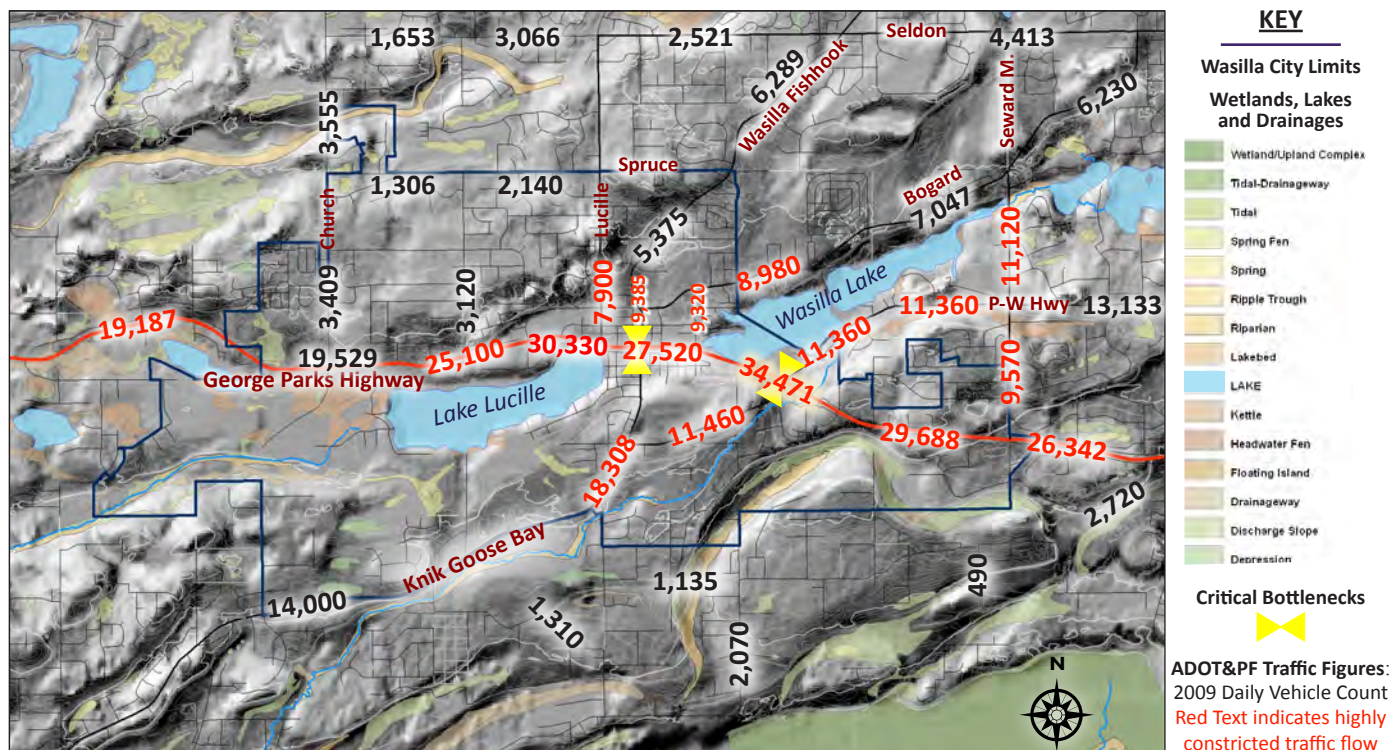 1,653
3,066
2,521
Seldon
4,413
6,289
Wasilla Fishhook
Seward M.
6,230
3,555
1,306
2,140
Spruce
Bogard
7,047
Church
Lucille
5,375
11,120
3,409
3,120
7,900
9,385
9,320
8,980
Wasilla Lake
11,360
P-W Hwy
13,133
19,187
19,529
25,100
30,330
27,520
11,360
George Parks Highway
34,471
9,570
Lake Lucille
11,460
29,688
26,342
18,308
2,720
Knik Goose Bay
14,000
1,135
490
1,310
2,070
N
KEY
Wasilla City Limits
Wetlands, Lakes
and Drainages
Wetland/Upland Complex
Tidal-Drainageway
Tidal
Spring Fen
Spring
Ripple Trough
Riparian
Lakebed
LAKE
Kettle
Headwater Fen
Floating Island
Drainageway
Discharge Slope
Depression
Critical Bottlenecks
ADOT&PF Traffic Figures:
2009 Daily Vehicle Count
Red Text indicates highly
constricted traffic flow